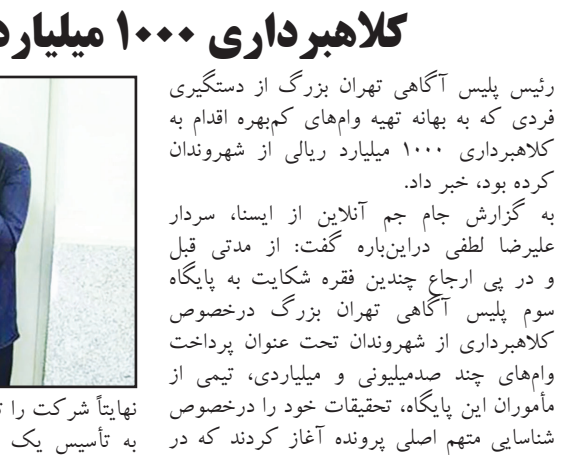 کلاهبرداری ۱۰۰۰ میلیارد
رئیس پلیس آگاهی تهران بزرگ از دستگیری
فردی که به بهانه تهیه وام‌های کم‌بهره اقدام به
کلاهبرداری ۱۰۰۰ میلیارد ریالی از شهروندان
کرده بود، خبر داد.
به گزارش جام جم آنلاین از ایسنا، سردار
علیرضا لطفی دراین‌باره گفت: از مدتی قبل
و در پی ارجاع چندین فقره شکایت به پایگاه
سوم پلیس آگاهی تهران بزرگ درخصوص
کلاهبرداری از شهروندان تحت عنوان پرداخت
وام‌های چند صدمیلیونی و میلیاردی، تیمی از
مأموران این پایگاه، تحقیقات خود را درخصوص
شناسایی متهم اصلی پرونده آغاز کردند که در
نهایتاً شرکت را
به تأسیس یک